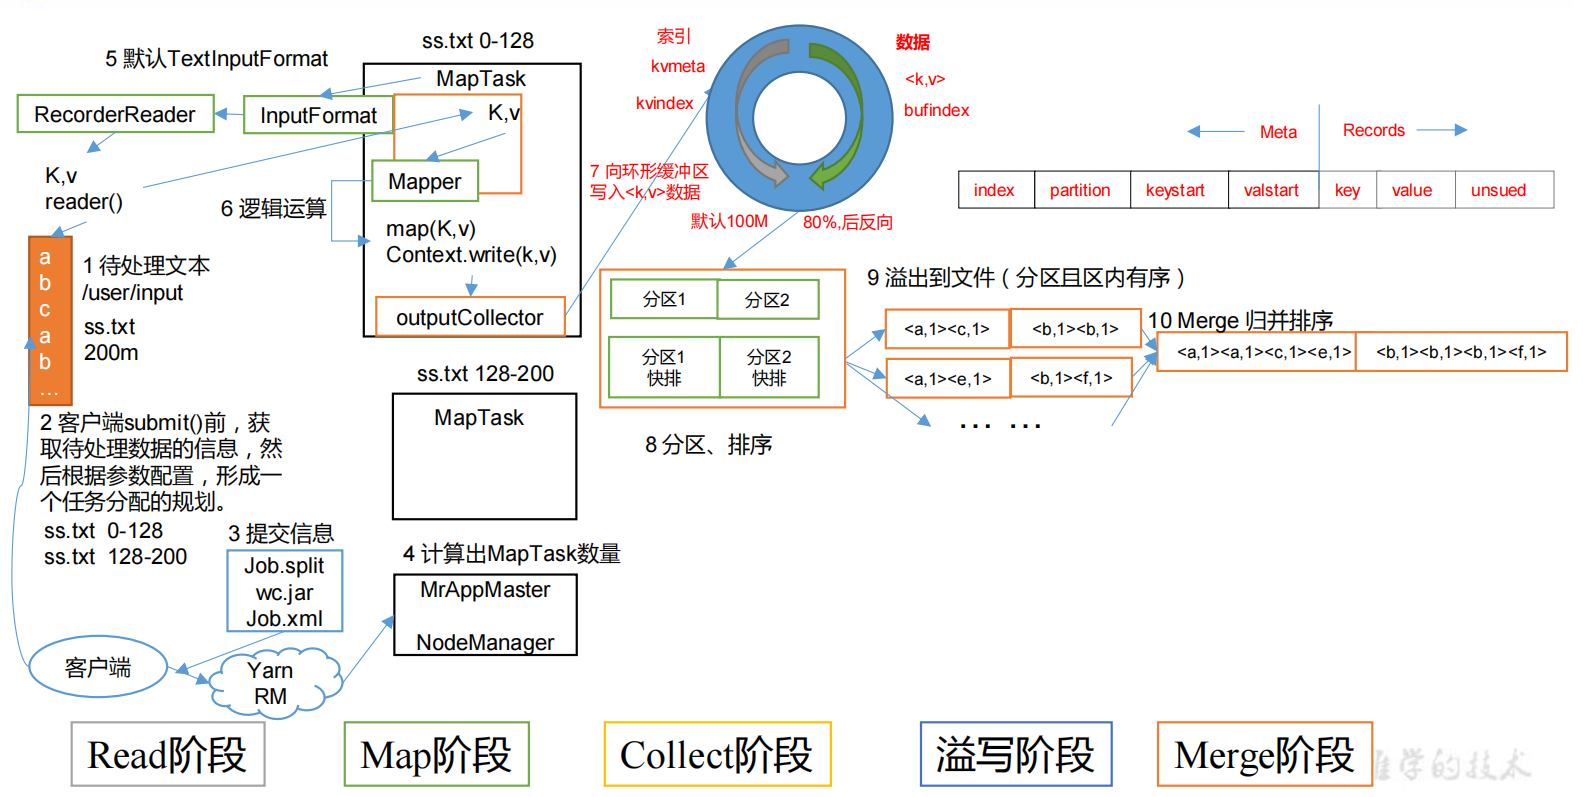 ss.txt 0-128
5 默认TextInputFormat
MapTask
RecorderReader
InputFormat
K,v
K,v
reader()
Mapper
6 逻辑运算
map(K,v)
Context.write(k,v)
outputCollector
a
b
c
a
b
...
1 待处理文本
/user/input
ss.txt
200m
2 客户端submit()前，获
取待处理数据的信息，然
后根据参数配置，形成一
个任务分配的规划。
ss.txt 0-128
ss.txt 128-200
3 提交信息
Job.split
wc.jar
Job.xml
客户端
Yarn
RM
ss.txt 128-200
MapTask
4 计算出MapTask数量
MrAppMaster
NodeManager
索引
kvmeta
kvindex
数据
<k,v>
bufindex
7 向环形缓冲区
写入<k,v>数据
默认100M
80%,后反向
Meta
Records
index
partition
keystart
valstart
key
value
unsued
分区1
分区2
分区1
快排
分区2
快排
8 分区、排序
9 溢出到文件（分区且区内有序）
<a,1><c,1>
<b,1><b,1>
<a,1><e,1>
<b,1><f,1>
... ...
10 Merge 归并排序
<a,1><a,1><c,1><e,1>
<b,1><b,1><b,1><f,1>
Read阶段
Map阶段
Collect阶段
溢写阶段
Merge阶段
学的技术